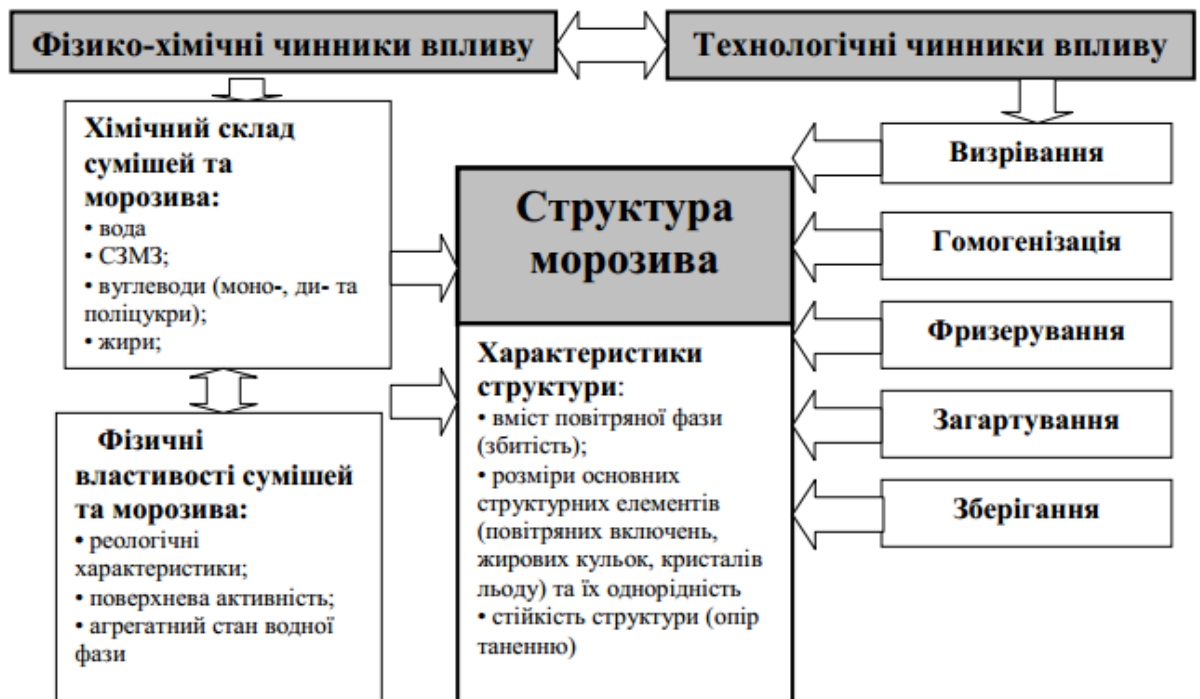 Фізико-хімічні чинники впливу
Технологічні чинники впливу
Хімічний склад
сумішей та
морозива:
• вода
• СЗМЗ;
• вуглеводи (моно-, ди- та
поліцукри);
• жири;
Фізичні
властивості сумішей
та морозива:
• реологічні
характеристики;
• поверхнева активність;
• агрегатний стан водної
фази
Структура
морозива
Характеристики
структури:
• вміст повітряної фази
(збитість);
• розміри основних
структурних елементів
(повітряних включень,
жирових кульок, кристалів
льоду) та їх однорідність
• стійкість структури (опір
таненню)
Визрівання
Гомогенізація
Фризерування
Загартування
Зберігання